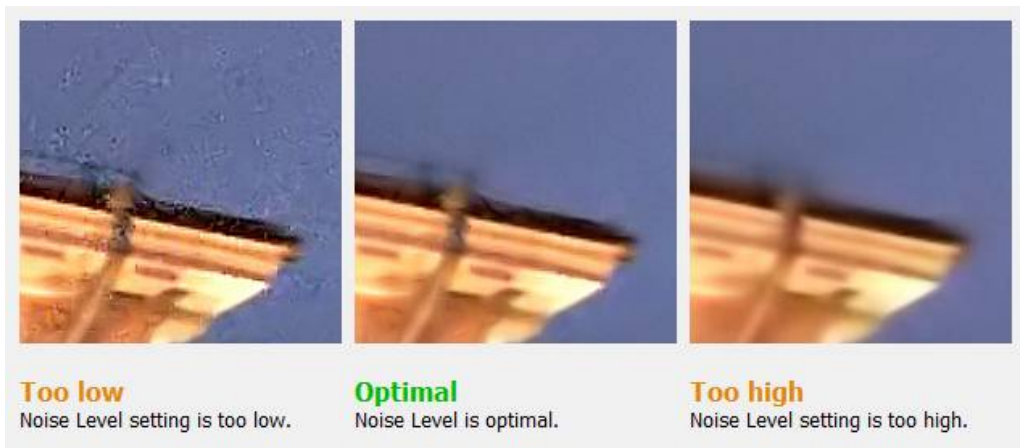 Too low
Noise Level setting is too low.
Optimal
Noise Level is optimal.
Too high
Noise Level setting is too high.